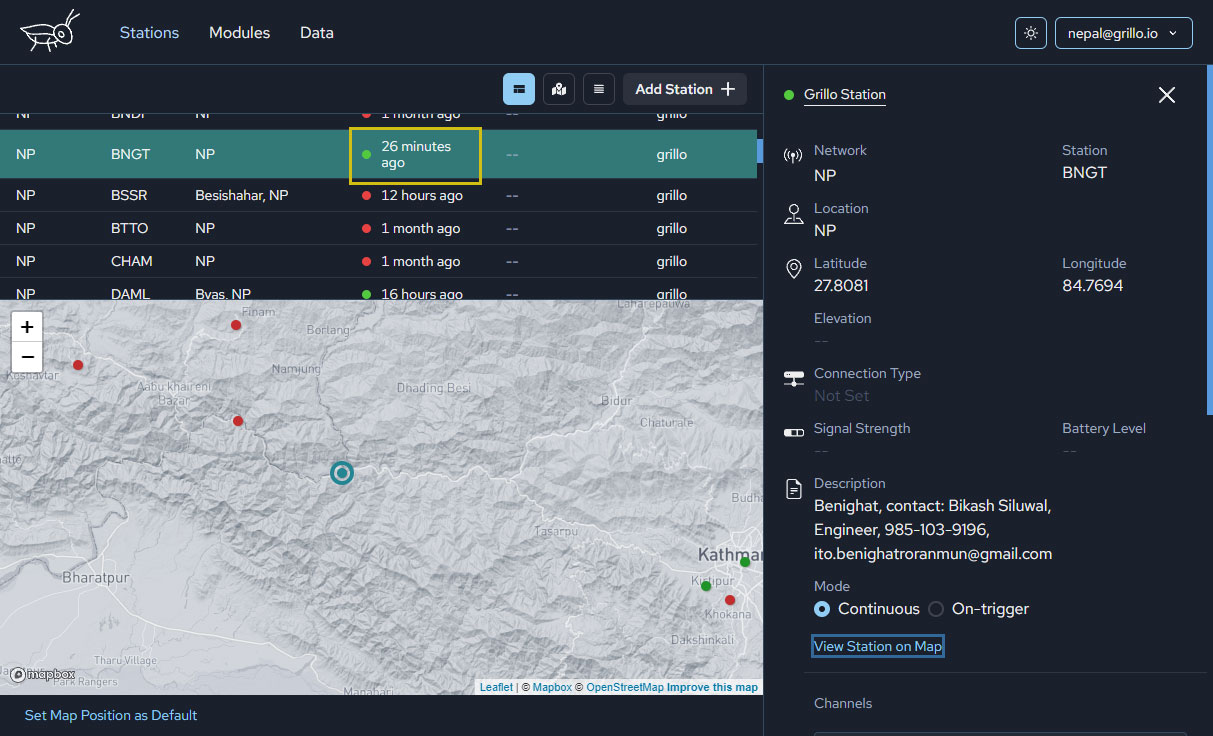 Stations Modules Data
nepal@grillo.io
Add Station
NP BNDI NP 1 month ago -- grillo
NP BNGT NP 26 minutes ago -- grillo
NP BSSR Besishahar, NP 12 hours ago -- grillo
NP BTTO NP 1 month ago -- grillo
NP CHAM NP 1 month ago -- grillo
NP DAML Byas, NP 16 hours ago -- grillo
+
−
Finam
Bortang
Laharepauwa
Keshavtar
Namjung
Aabu khaireni
Bazar
Dhading Besi
Bidur
Chaturale
Budha
Tasarpu
Kathmar
Kirtipur
Khokana
Dakshinkali
Bharatpur
Tharu Village
Park Rangers
Manahari
mapbox
Leaflet | © Mapbox © OpenStreetMap Improve this map
Set Map Position as Default
Grillo Station
Network
NP
Station
BNGT
Location
NP
Latitude
27.8081
Longitude
84.7694
Elevation
--
Connection Type
Not Set
Signal Strength
--
Battery Level
--
Description
Benighat, contact: Bikash Siluwal,
Engineer, 985-103-9196,
ito.benighatroranmun@gmail.com
Mode
Continuous On-trigger
View Station on Map
Channels